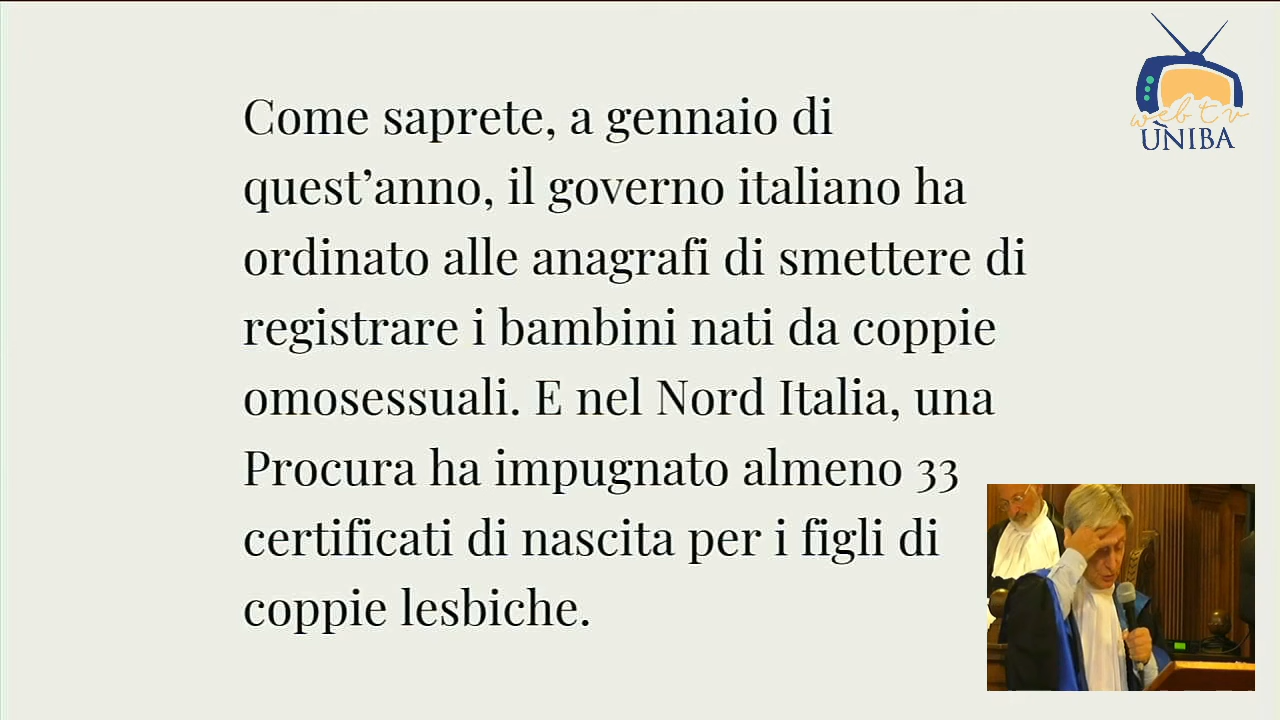 Come saprete, a gennaio di
quest’anno, il governo italiano ha
ordinato alle anagrafi di smettere di
registrare i bambini nati da coppie
omosessuali. E nel Nord Italia, una
Procura ha impugnato almeno 33
certificati di nascita per i figli di
coppie lesbiche.
web tv
UNIBA